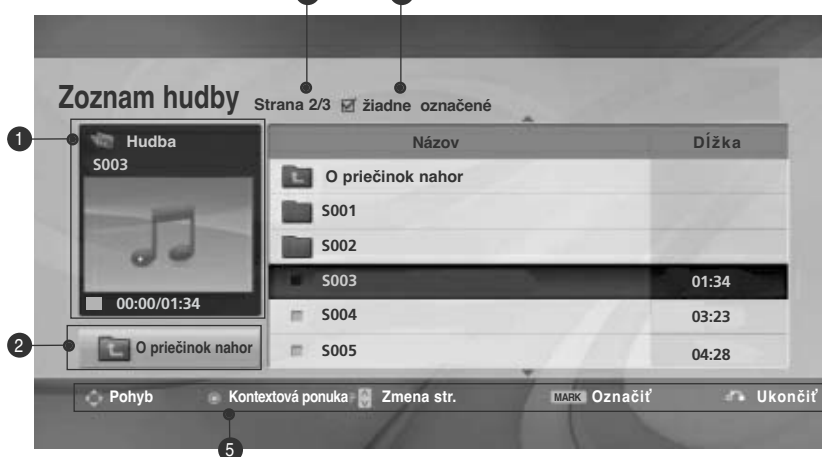 Zoznam hudby Strana 2/3 žiadne označené
1
Hudba
S003
00:00/01:34
2
O priečinok nahor
Názov Dĺžka
O priečinok nahor
S001
S002
S003 01:34
S004 03:23
S005 04:28
Pohyb Kontextová ponuka Zmena str. MARK Označiť Ukončiť
5